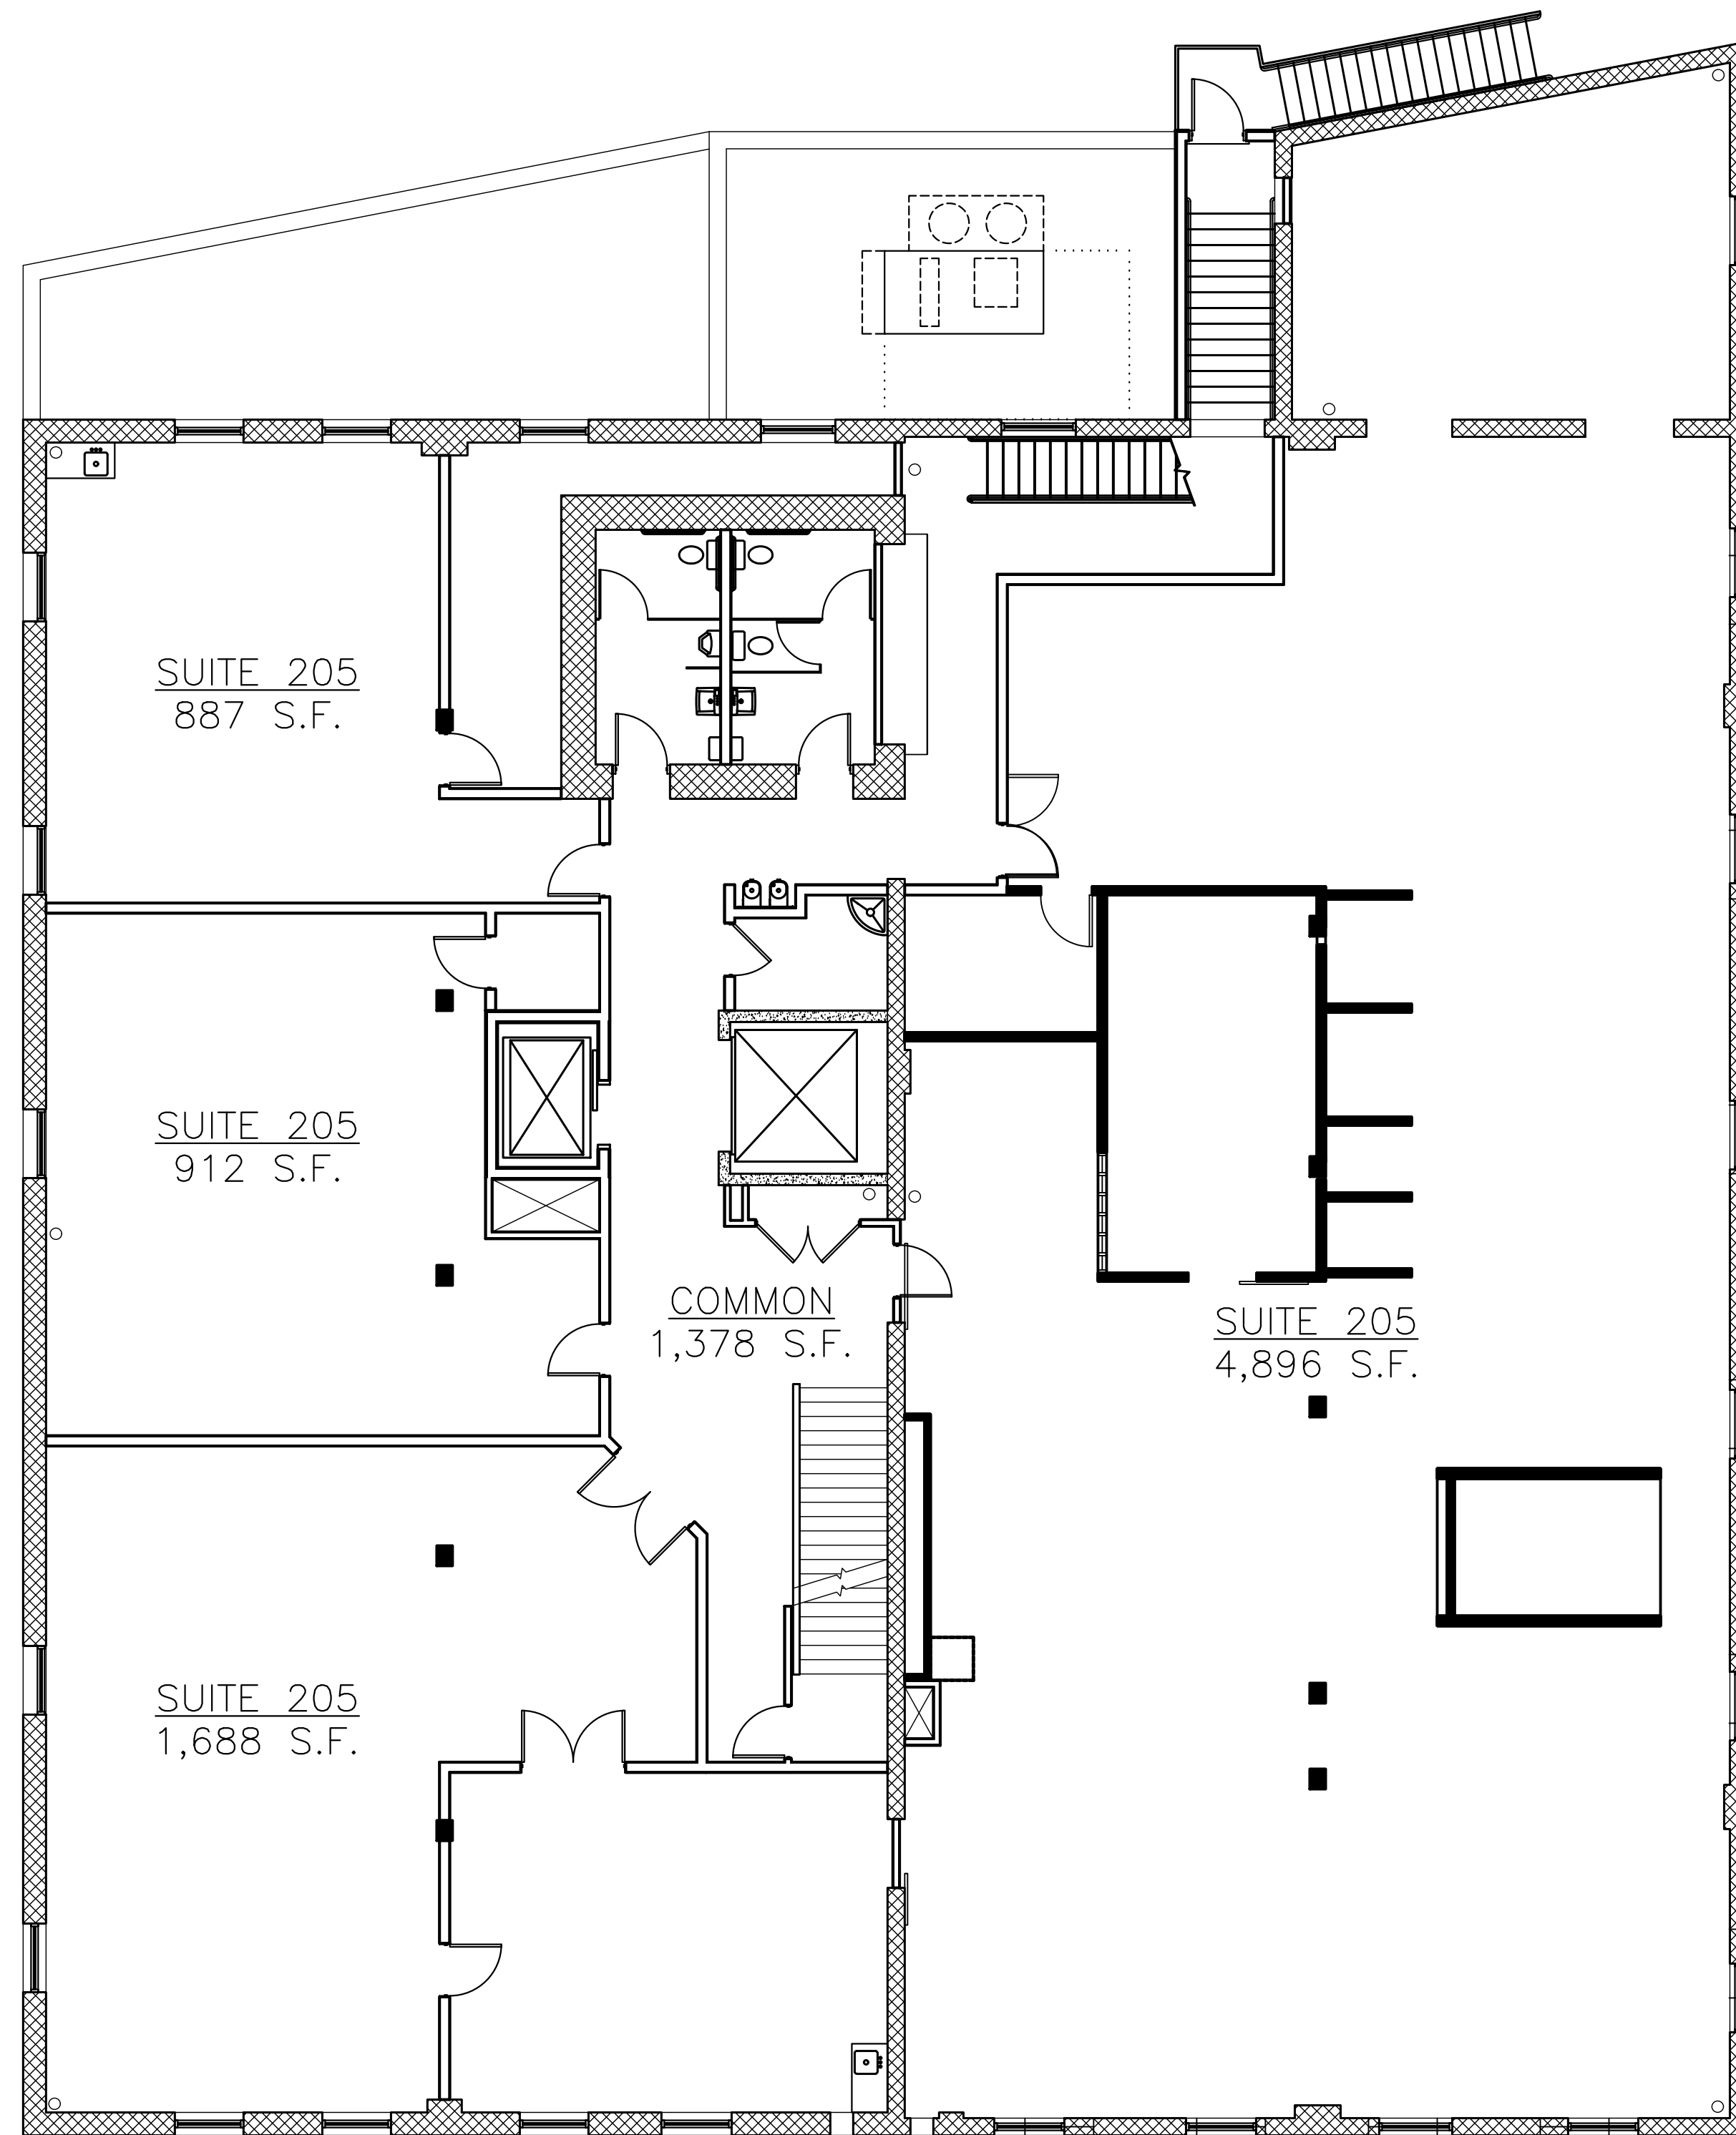 SUITE 205
887 S.F.
SUITE 205
912 S.F.
COMMON
1,378 S.F.
SUITE 205
4,896 S.F.
SUITE 205
1,688 S.F.